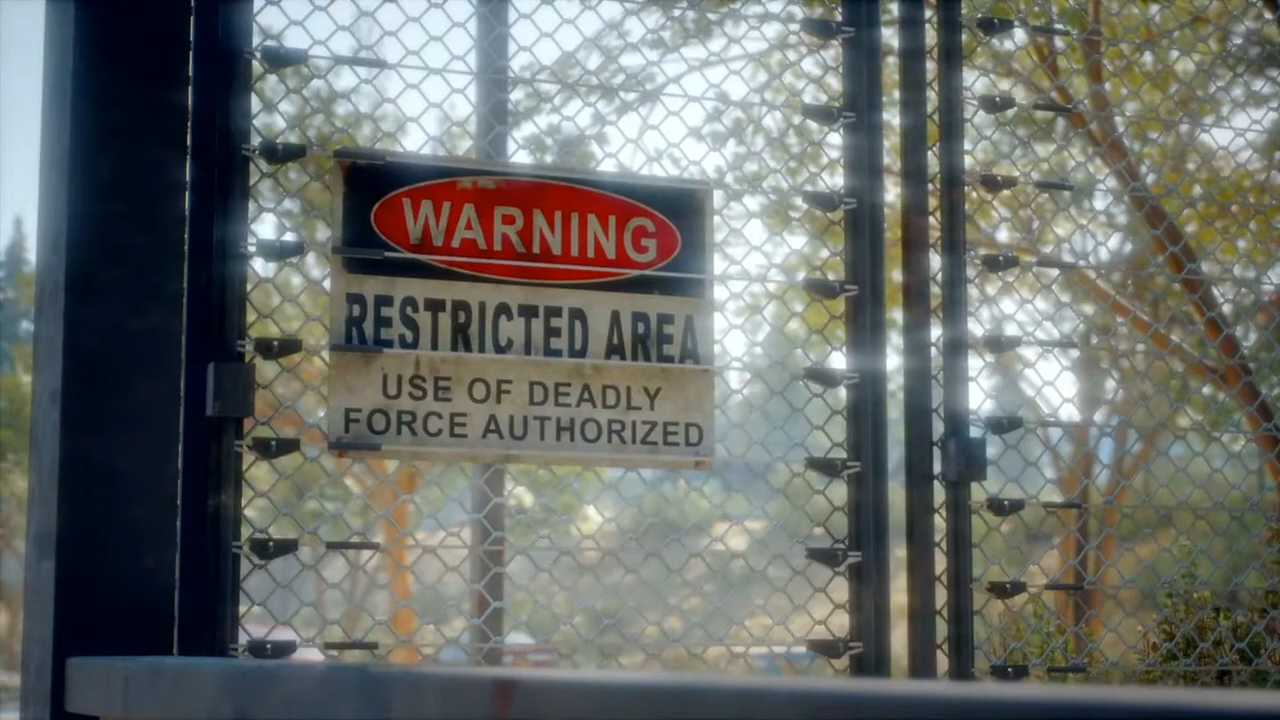 WARNING
RESTRICTED AREA
USE OF DEADLY
FORCE AUTHORIZED